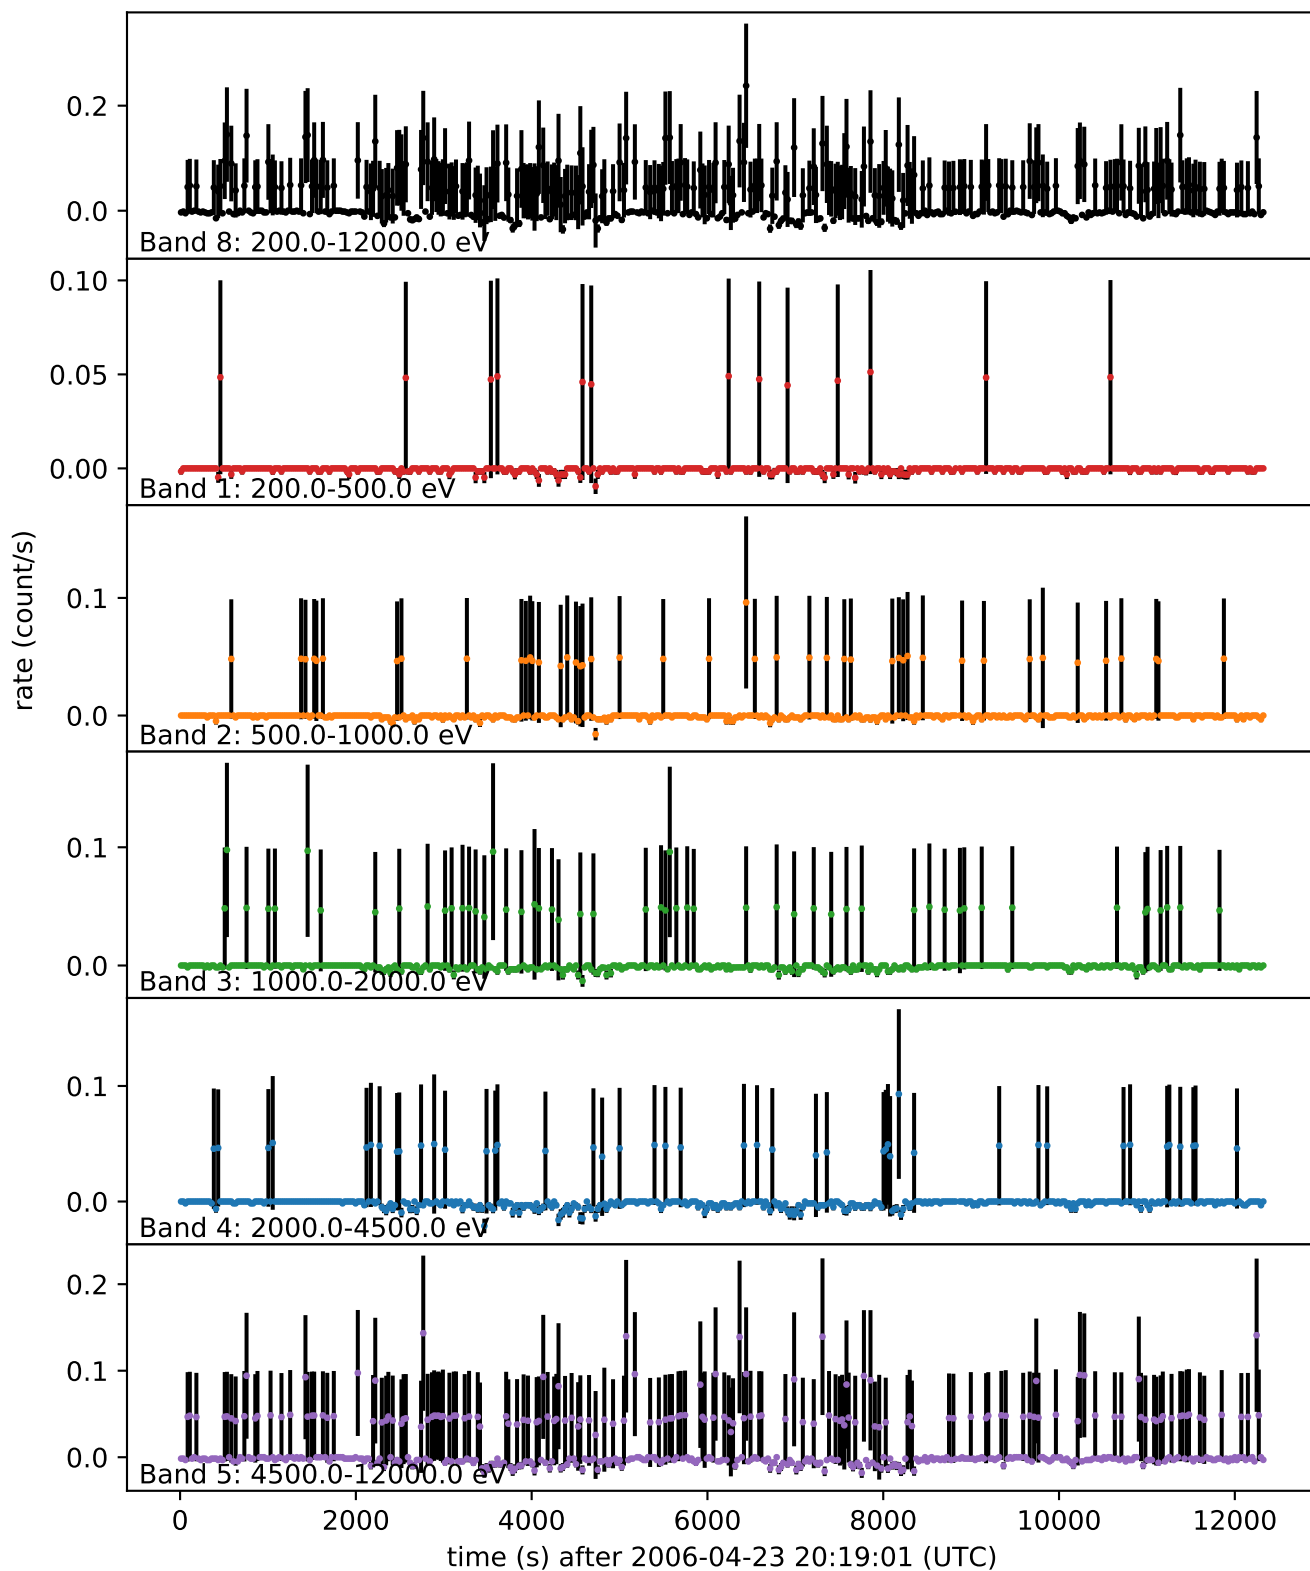 0.2
0.0
Band 8: 200.0-12000.0 eV
0.10
0.05
0.00
Band 1: 200.0-500.0 eV
rate (count/s)
0.1
0.0
Band 2: 500.0-1000.0 eV
0.1
0.0
Band 3: 1000.0-2000.0 eV
0.1
0.0
Band 4: 2000.0-4500.0 eV
0.2
0.1
0.0
Band 5: 4500.0-12000.0 eV
0 2000 4000 6000 8000 10000 12000
time (s) after 2006-04-23 20:19:01 (UTC)